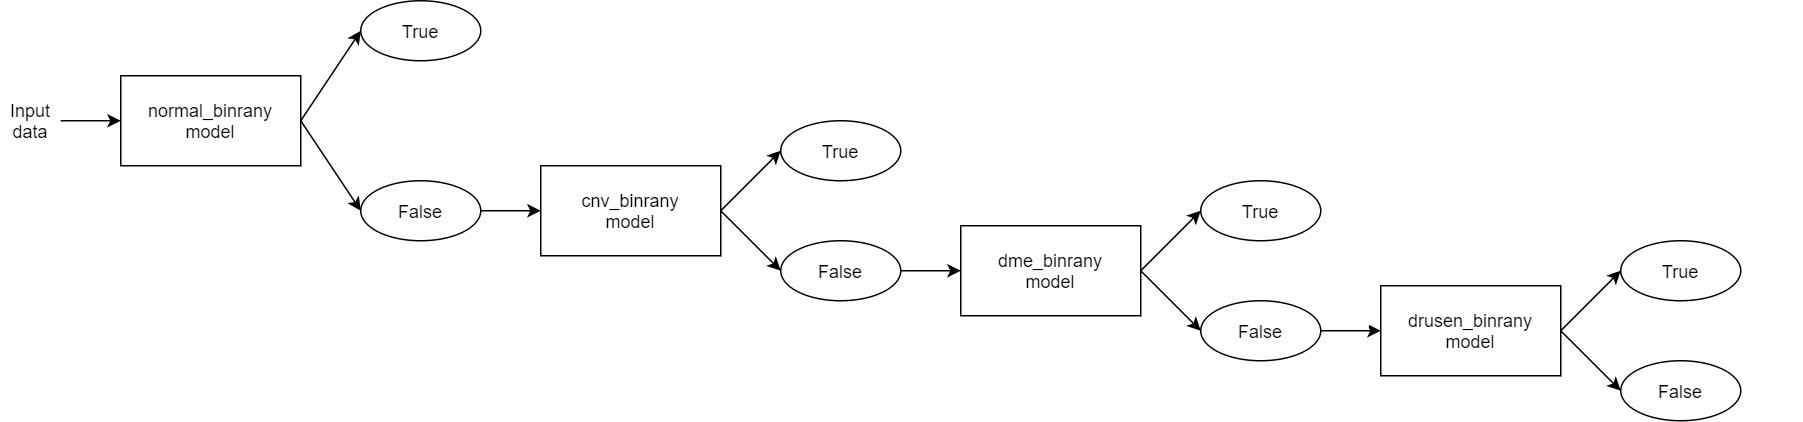 Input
data
normal_binrany
model
True
False
cnv_binrany
model
True
False
dme_binrany
model
True
False
drusen_binrany
model
True
False